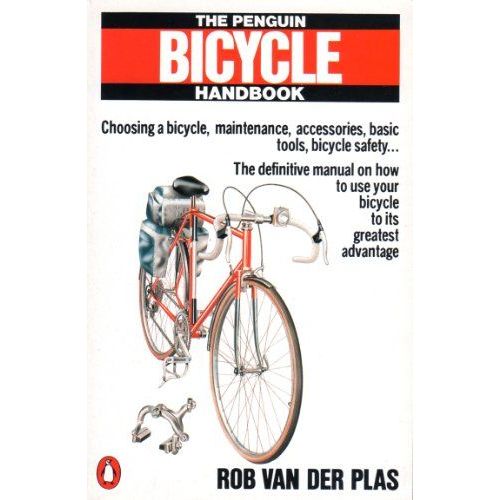 THE PENGUIN
BICYCLE
HANDBOOK
Choosing a bicycle, maintenance, accessories, basic
tools, bicycle safety...
The definitive manual on how
to use your
bicycle
to its
greatest
advantage
ROB VAN DER PLAS